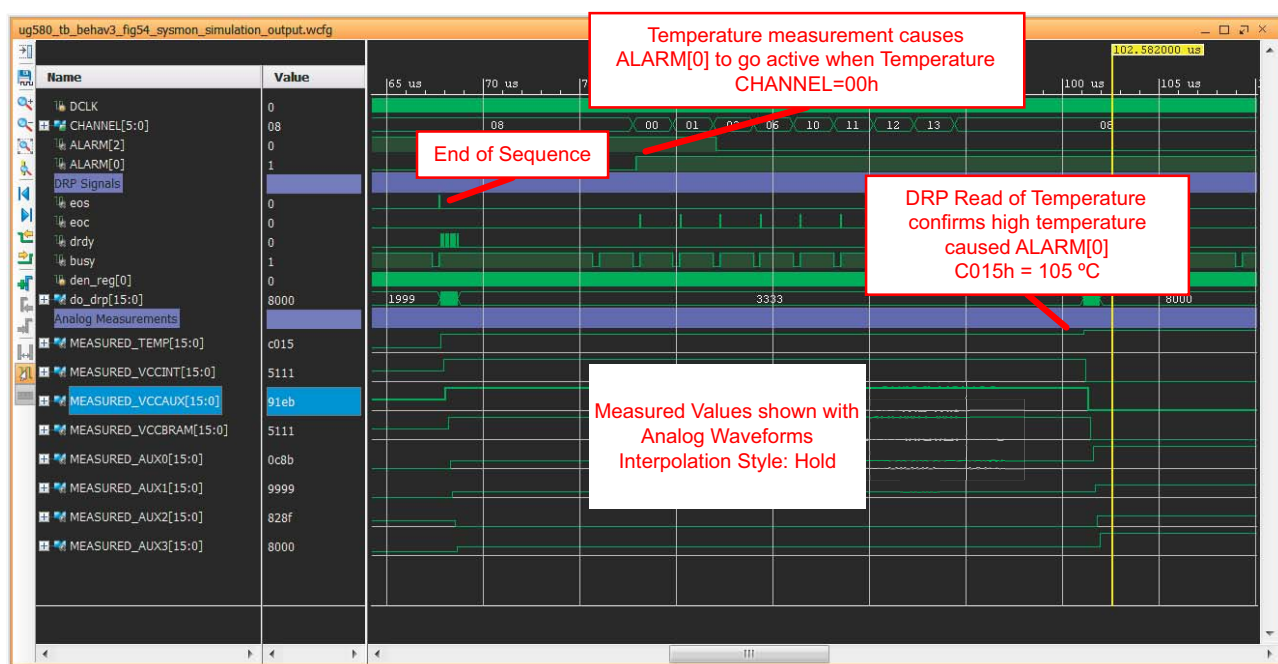 ug580_tb_behav3_fig54_sysmon_simulation_output.wcfg
Temperature measurement causes
ALARM[0] to go active when Temperature
CHANNEL=00h
102.582000 us
Name Value
65 us 70 us 100 us 105 us
DCLK 0
CHANNEL[5:0] 08 08 00 01 06 10 11 12 13 08
ALARM[2] 0
ALARM[0] 1
End of Sequence
DRP Signals
eos 0
eoc 0
drdy 0
busy 1
den_reg[0] 0
do_drp[15:0] 8000 1999 3333 8000
DRP Read of Temperature
confirms high temperature
caused ALARM[0]
C015h = 105 ºC
Analog Measurements
MEASURED_TEMP[15:0] c015
MEASURED_VCCINT[15:0] 5111
MEASURED_VCCAUX[15:0] 91eb
MEASURED_VCCBRAM[15:0] 5111
MEASURED_AUX0[15:0] 0c8b
MEASURED_AUX1[15:0] 9999
MEASURED_AUX2[15:0] 828f
MEASURED_AUX3[15:0] 8000
Measured Values shown with
Analog Waveforms
Interpolation Style: Hold